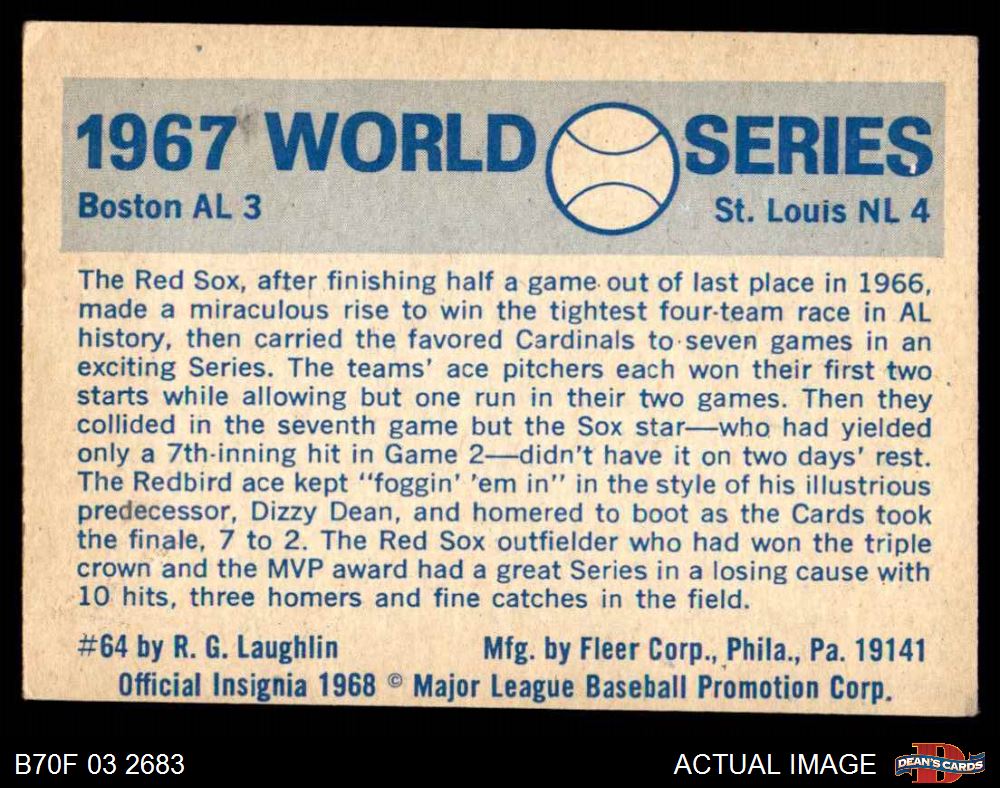 1967 WORLD SERIES
Boston AL 3 St. Louis NL 4
The Red Sox, after finishing half a game out of last place in 1966,
made a miraculous rise to win the tightest four-team race in AL
history, then carried the favored Cardinals to seven games in an
exciting Series. The teams' ace pitchers each won their first two
starts while allowing but one run in their two games. Then they
collided in the seventh game but the Sox star—who had yielded
only a 7th-inning hit in Game 2—didn't have it on two days' rest.
The Redbird ace kept "foggin' 'em in" in the style of his illustrious
predecessor, Dizzy Dean, and homered to boot as the Cards took
the finale, 7 to 2. The Red Sox outfielder who had won the triple
crown and the MVP award had a great Series in a losing cause with
10 hits, three homers and fine catches in the field.
#64 by R. G. Laughlin Mfg. by Fleer Corp., Phila., Pa. 19141
Official Insignia 1968 © Major League Baseball Promotion Corp.
B70F 03 2683 ACTUAL IMAGE DEAN'S CARDS